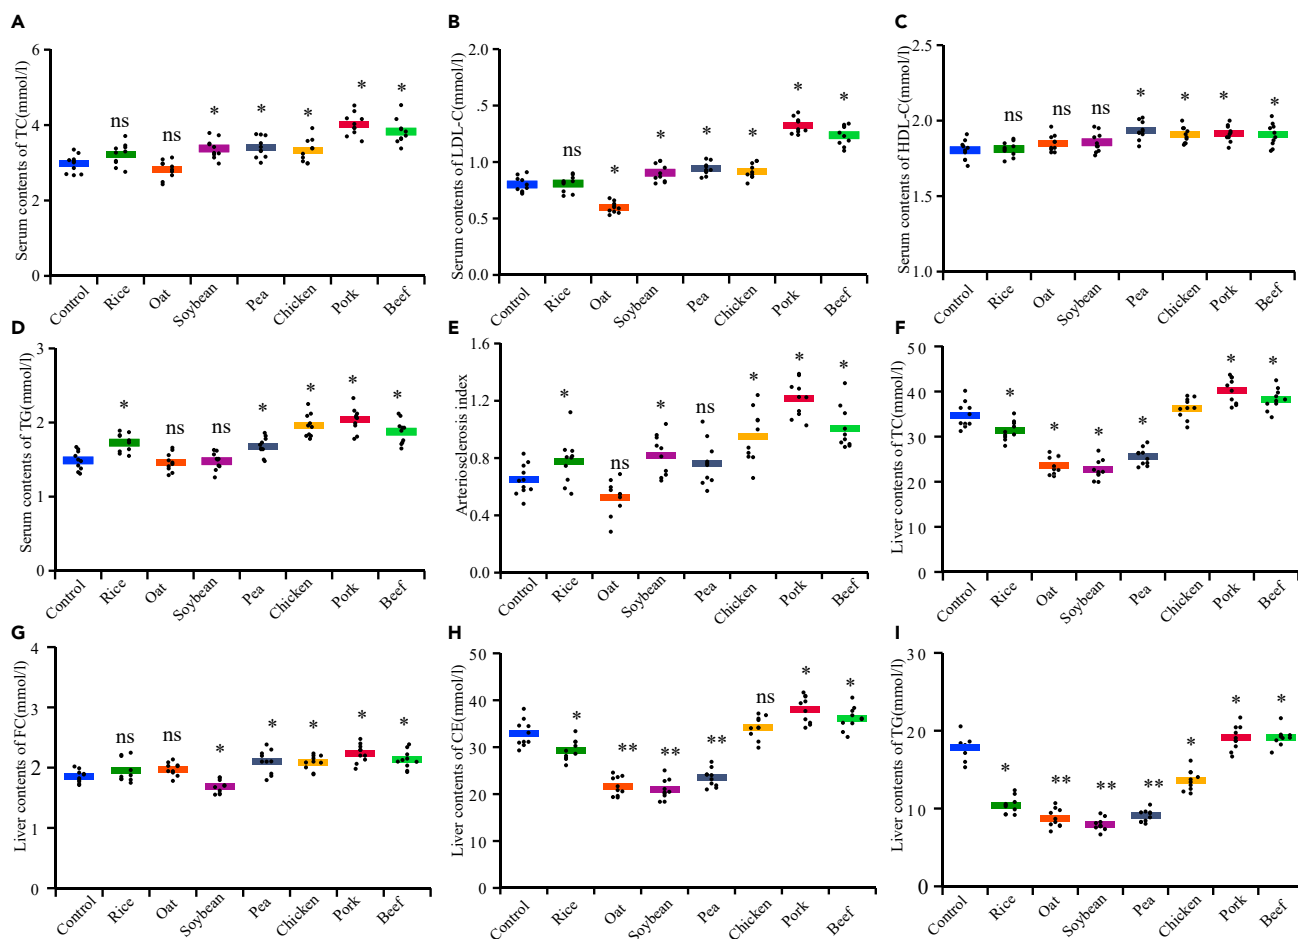 A
Serum contents of TC(mmol/l)
6
4
2
0
ns
ns
*
*
*
*
*
Control
Rice
Oat
Soybean
Pea
Chicken
Pork
Beef
B
Serum contents of LDL-C(mmol/l)
2.0
.5
1.0
0.5
0.0
ns
*
*
*
*
*
*
Control
Rice
Oat
Soybean
Pea
Chicken
Pork
Beef
C
Serum contents of HDL-C(mmol/l)
2.5
2.0
1.5
1.0
ns
ns
ns
*
*
*
*
Control
Rice
Oat
Soybean
Pea
Chicken
Pork
Beef
D
Serum contents of TG(mmol/l)
3
2
1
0
*
ns
ns
*
*
*
*
Control
Rice
Oat
Soybean
Pea
Chicken
Pork
Beef
E
Arteriosclerosis index
1.6
1.2
0.8
0.4
0.0
*
ns
*
ns
*
*
*
Control
Rice
Oat
Soybean
Pea
Chicken
Pork
Beef
F
Liver contents of TC(mmol/l)
50
40
30
20
10
0
*
*
*
*
*
*
Control
Rice
Oat
Soybean
Pea
Chicken
Pork
Beef
G
Liver contents of FC(mmol/l)
4
3
2
1
0
ns
ns
*
*
*
*
*
Control
Rice
Oat
Soybean
Pea
Chicken
Pork
Beef
H
Liver contents of CE(mmol/l)
50
40
30
20
10
0
*
**
**
**
ns
*
*
Control
Rice
Oat
Soybean
Pea
Chicken
Pork
Beef
I
Liver contents of TG(mmol/l)
30
20
10
0
*
**
**
**
*
*
*
Control
Rice
Oat
Soybean
Pea
Chicken
Pork
Beef